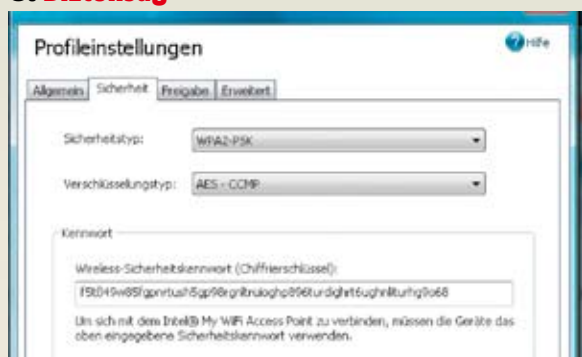 Profileinstellungen
Hilfe
Allgemein Sicherheit Freigabe Erweitert
Sicherheitstyp: WPA2-PSK
Verschlüsselungstyp: AES - CCMP
Kennwort
Wireless-Sicherheitskennwort (Chiffrierschlüssel):
Um sich mit dem Intel® My WiFi Access Point zu verbinden, müssen die Geräte das
oben eingegebene Sicherheitskennwort verwenden.